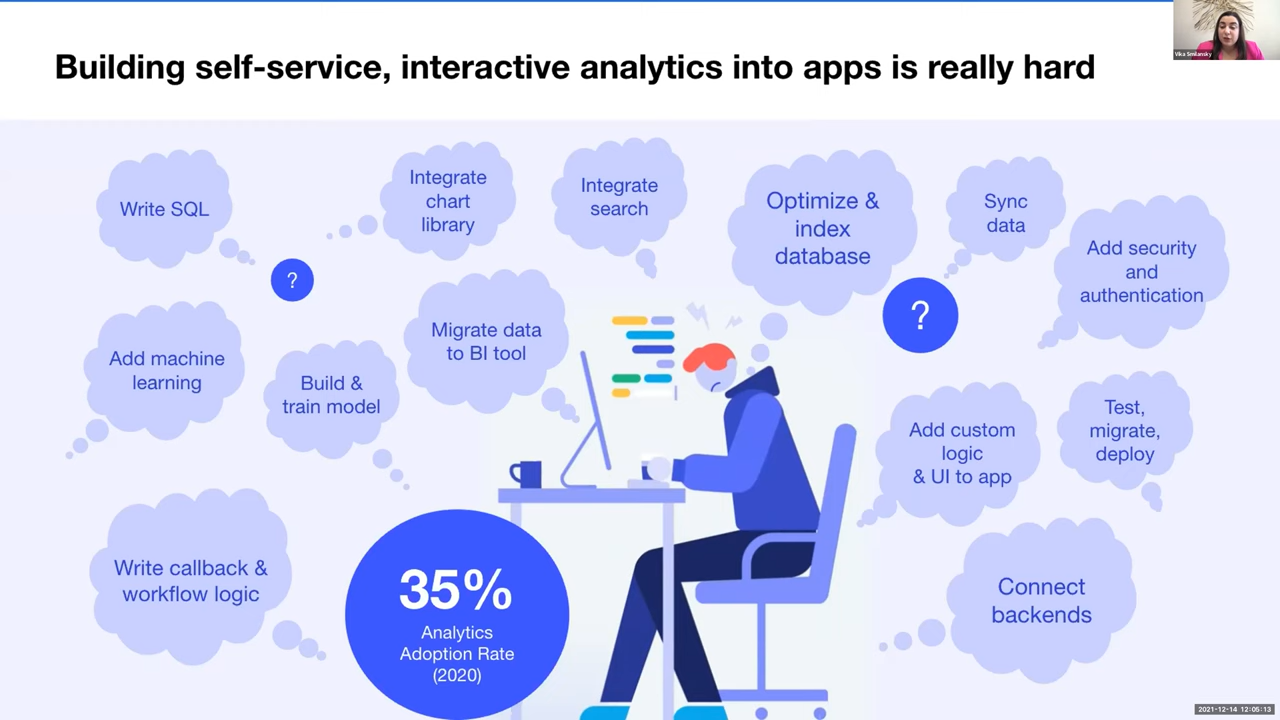 Building self-service, interactive analytics into apps is really hard
Vika Smilansky
Write SQL
Integrate
chart
library
Integrate
search
Optimize &
index
database
Sync
data
Add security
and
authentication
?
?
Migrate data
to BI tool
Add machine
learning
Build &
train model
Add custom
logic
& UI to app
Test,
migrate,
deploy
Write callback &
workflow logic
35%
Analytics
Adoption Rate
(2020)
Connect
backends
2021-12-14 12:05:13